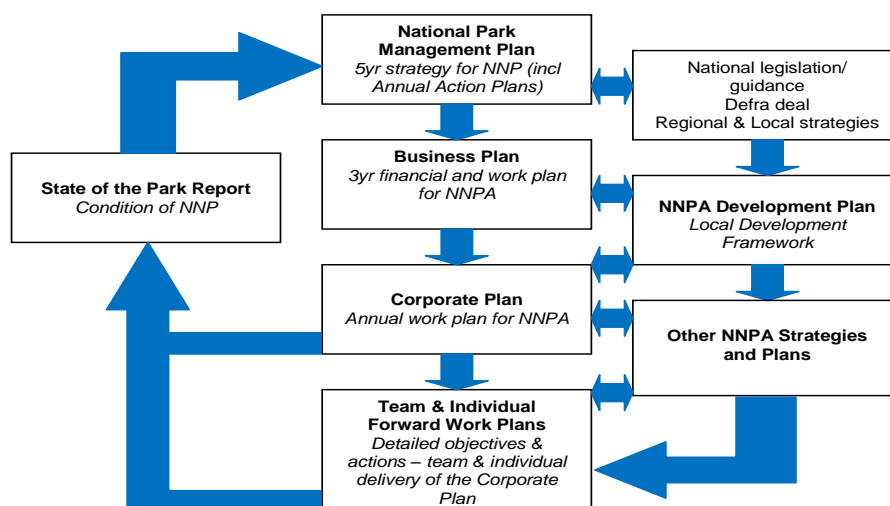 National Park
Management Plan
5yr strategy for NNP (incl
Annual Action Plans)
National legislation/
guidance
Defra deal
Regional & Local strategies
Business Plan
3yr financial and work plan
for NNPA
State of the Park Report
Condition of NNP
NNPA Development Plan
Local Development
Framework
Corporate Plan
Annual work plan for NNPA
Other NNPA Strategies
and Plans
Team & Individual
Forward Work Plans
Detailed objectives &
actions – team & individual
delivery of the Corporate
Plan